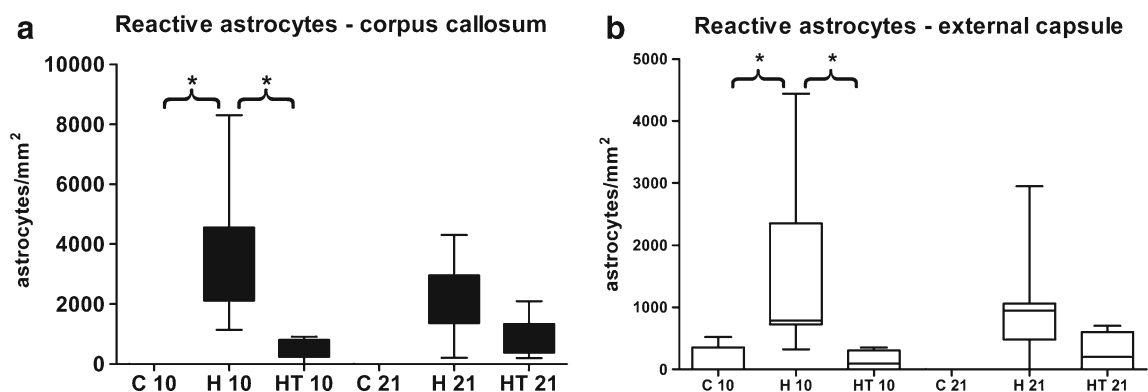 a
Reactive astrocytes - corpus callosum
10000
8000
6000
4000
2000
0
astrocytes/mm²
*
*
C 10
H 10
HT 10
C 21
H 21
HT 21
b
Reactive astrocytes - external capsule
5000
4000
3000
2000
1000
0
astrocytes/mm²
*
*
C 10
H 10
HT 10
C 21
H 21
HT 21